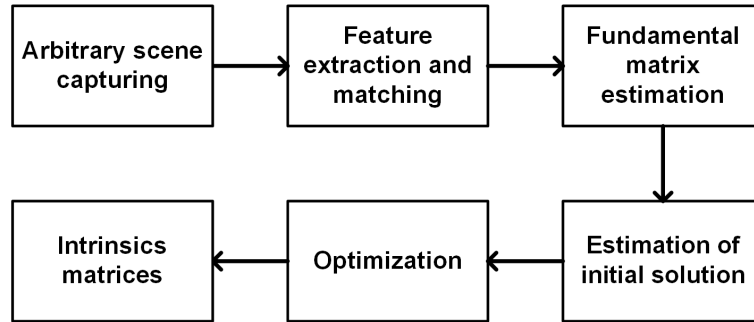 Arbitrary scene
capturing
Feature
extraction and
matching
Fundamental
matrix
estimation
Estimation of
initial solution
Optimization
Intrinsics
matrices